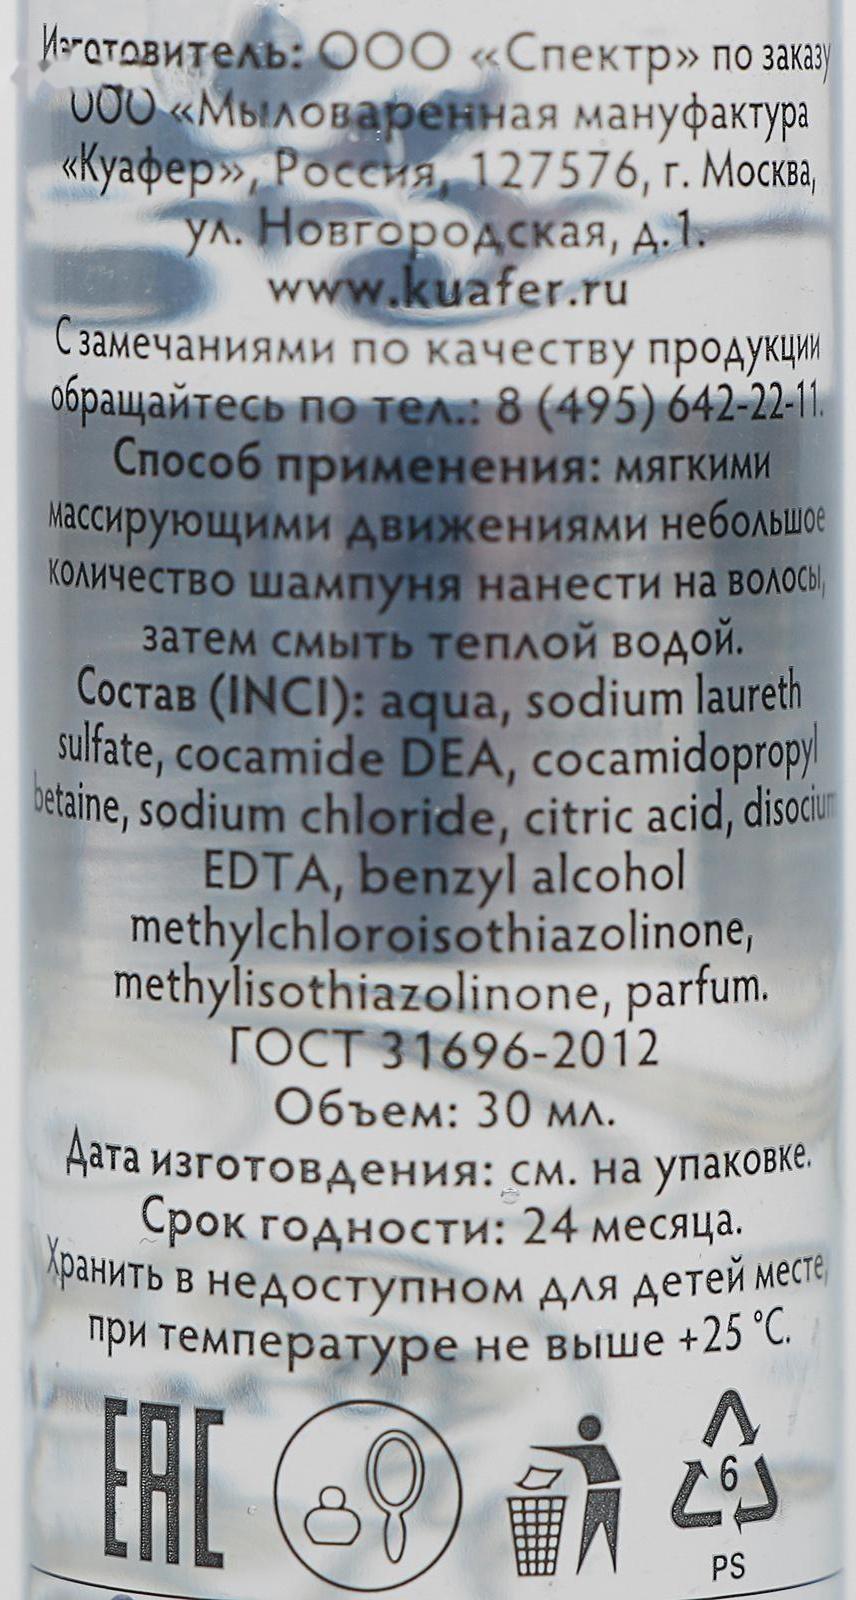 Изготовитель: ООО «Спектр» по заказу
ООО «Мыловаренная мануфактура
«Куафер», Россия, 127576, г. Москва,
ул. Новгородская, д.1.
www.kuafer.ru
С замечаниями по качеству продукции
обращайтесь по тел.: 8 (495) 642-22-11.
Способ применения: мягкими
массирующими движениями небольшое
количество шампуня нанести на волосы,
затем смыть теплой водой.
Состав (INCI): aqua, sodium laureth
sulfate, cocamide DEA, cocamidopropyl
betaine, sodium chloride, citric acid, disocium
EDTA, benzyl alcohol
methylchloroisothiazolinone,
methylisothiazolinone, parfum.
ГОСТ 31696-2012
Объем: 30 мл.
Дата изготовдения: см. на упаковке.
Срок годности: 24 месяца.
Хранить в недоступном для детей месте,
при температуре не выше +25 °C.
EAC
6
PS